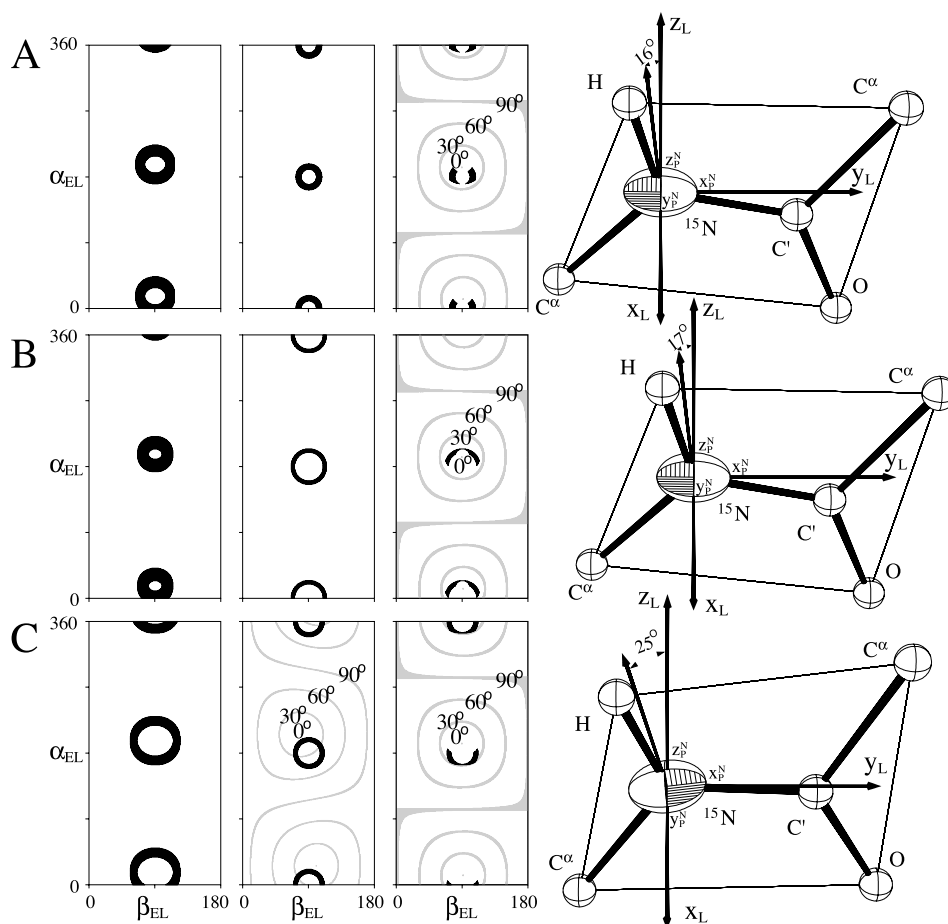 A
360
α_EL
0
90°
60°
30°
0°
16°
z_L
H
C^α
z_P^N
x_P^N
y_P^N
y_L
15N
C'
C^α
O
x_L
B
360
α_EL
0
90°
60°
30°
0°
17°
z_L
H
C^α
z_P^N
x_P^N
y_P^N
y_L
15N
C'
C^α
O
x_L
C
360
α_EL
0
0
180
0
180
0
180
β_EL
β_EL
β_EL
90°
60°
30°
0°
90°
60°
30°
0°
25°
z_L
H
C^α
z_P^N
x_P^N
y_P^N
y_L
15N
C'
C^α
O
x_L